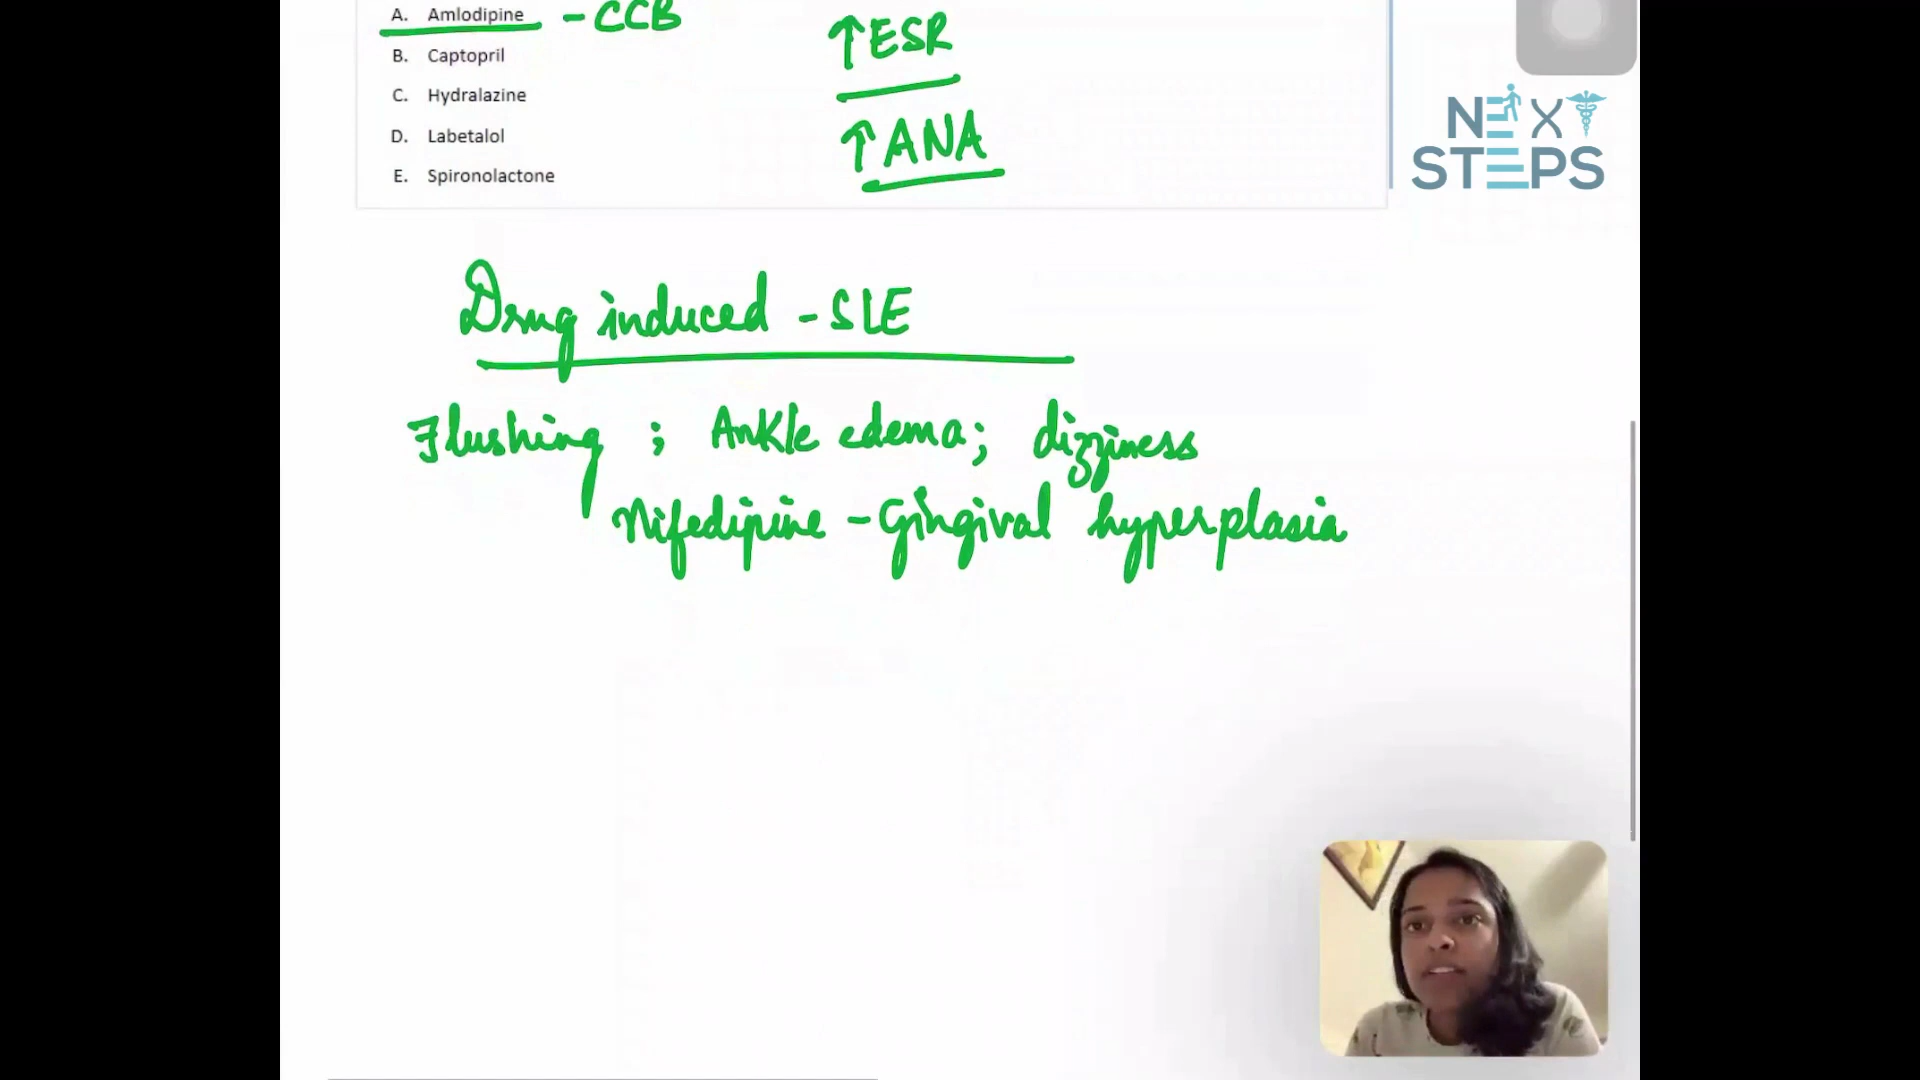 A. Amlodipine - CCB
B. Captopril
C. Hydralazine
D. Labetalol
E. Spironolactone
↑ESR
↑ANA
NEXT
STEPS
Drug induced - SLE
Flushing ; Ankle edema; dizziness
Nifedipine - Gingival hyperplasia